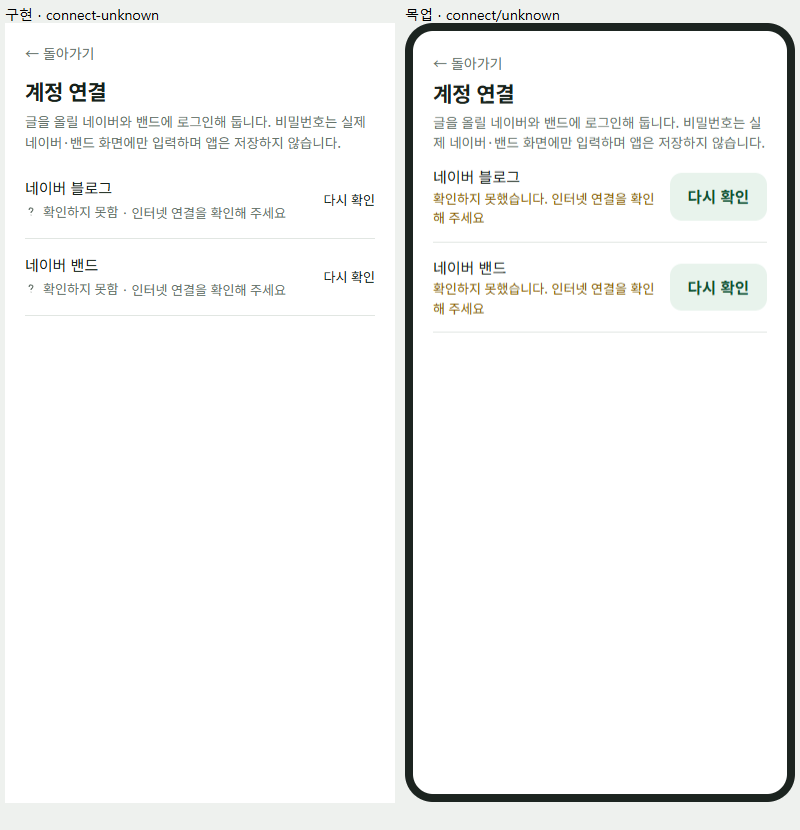 구현 · connect-unknown
← 돌아가기
계정 연결
글을 올릴 네이버와 밴드에 로그인해 둡니다. 비밀번호는 실제
네이버·밴드 화면에만 입력하며 앱은 저장하지 않습니다.
네이버 블로그
? 확인하지 못함 · 인터넷 연결을 확인해 주세요
다시 확인
네이버 밴드
? 확인하지 못함 · 인터넷 연결을 확인해 주세요
다시 확인
목업 · connect/unknown
← 돌아가기
계정 연결
글을 올릴 네이버와 밴드에 로그인해 둡니다. 비밀번호는 실
제 네이버·밴드 화면에만 입력하며 앱은 저장하지 않습니다.
네이버 블로그
확인하지 못했습니다. 인터넷 연결을 확인
해 주세요
다시 확인
네이버 밴드
확인하지 못했습니다. 인터넷 연결을 확인
해 주세요
다시 확인